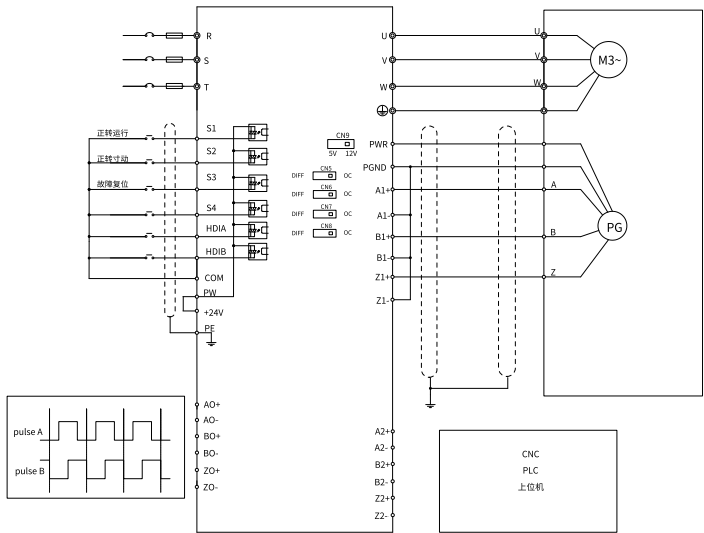 R
S
T
U
V
W
U
V
W
M3~
正转运行
正转寸动
故障复位
S1
S2
S3
S4
HDIA
HDIB
COM
PW
+24V
PE
CN9
5V 12V
DIFF CN5 OC
CN6
DIFF CN7 OC
DIFF CN8 OC
PWR
PGND
A1+
A1-
B1+
B1-
Z1+
Z1-
A
B
Z
PG
pulse A
pulse B
AO+
AO-
BO+
BO-
ZO+
ZO-
A2+
A2-
B2+
B2-
Z2+
Z2-
CNC
PLC
上位机